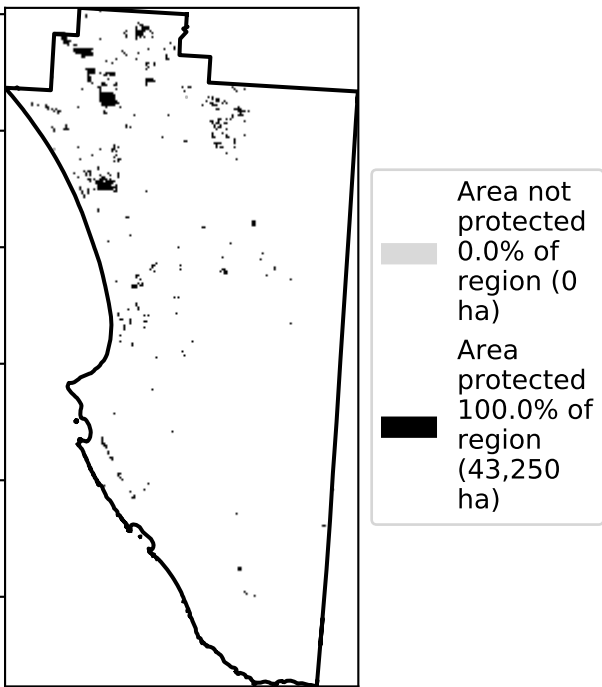 Area not
protected
0.0% of
region (0
ha)
Area
protected
100.0% of
region
(43,250
ha)